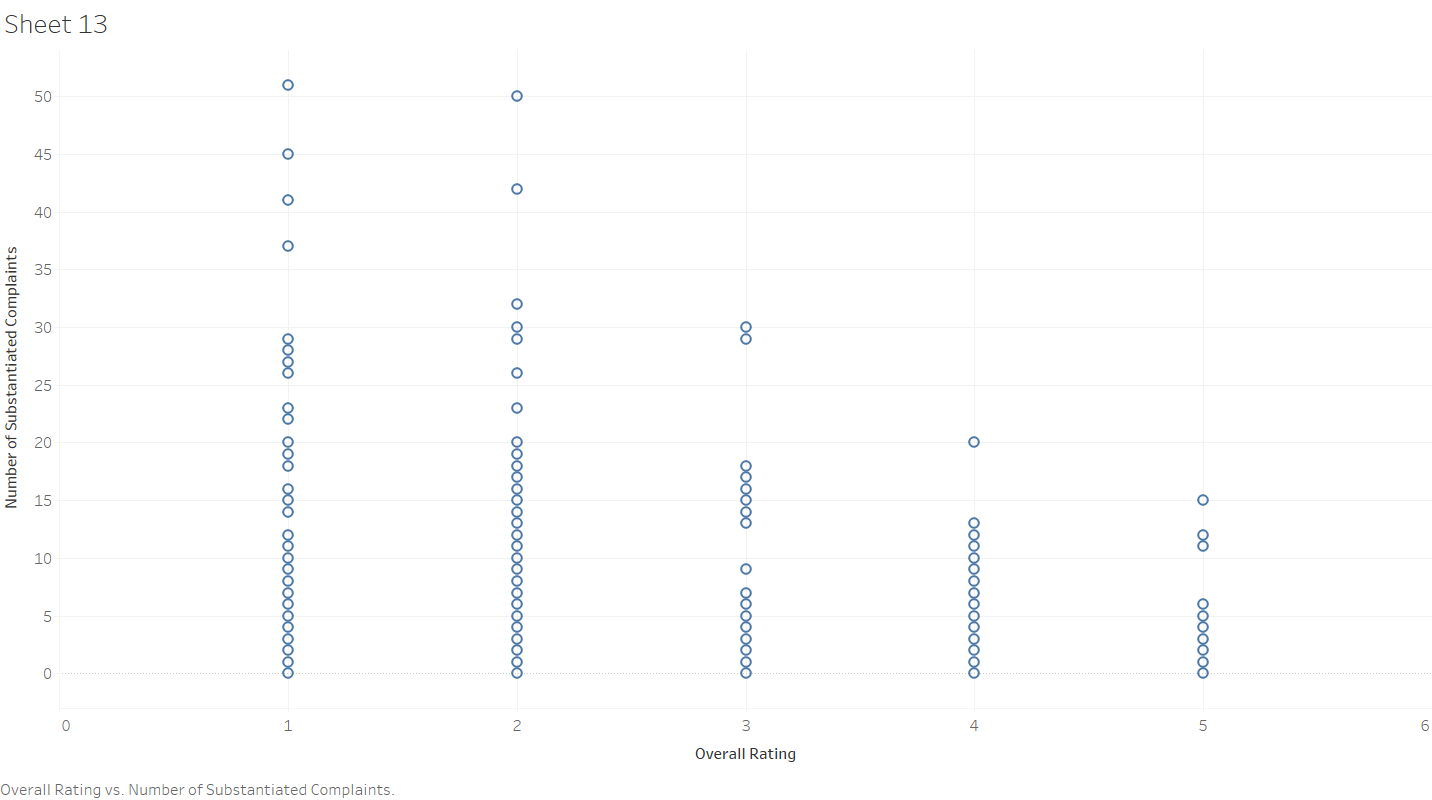 Sheet 13
50
45
40
35
30
25
20
15
10
5
0
Number of Substantiated Complaints
0 1 2 3 4 5 6
Overall Rating
Overall Rating vs. Number of Substantiated Complaints.